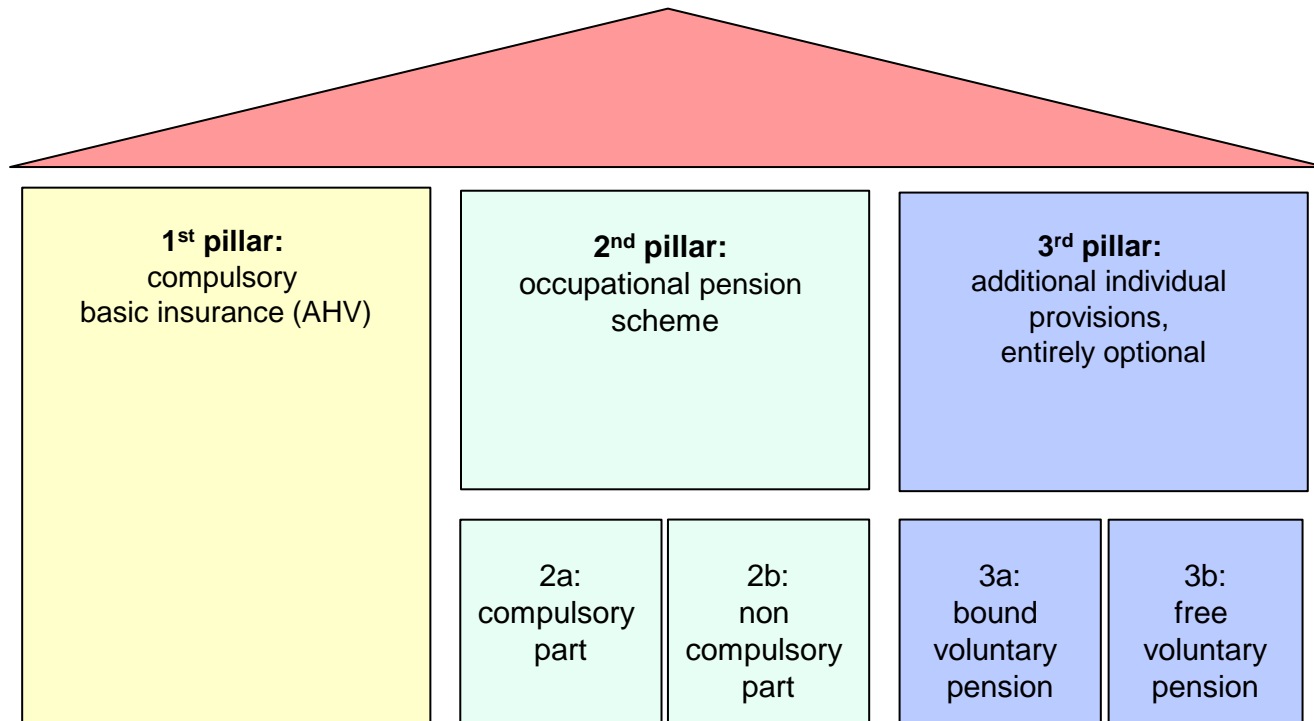 1st pillar:
compulsory
basic insurance (AHV)
2nd pillar:
occupational pension
scheme
3rd pillar:
additional individual
provisions,
entirely optional
2a:
compulsory
part
2b:
non
compulsory
part
3a:
bound
voluntary
pension
3b:
free
voluntary
pension